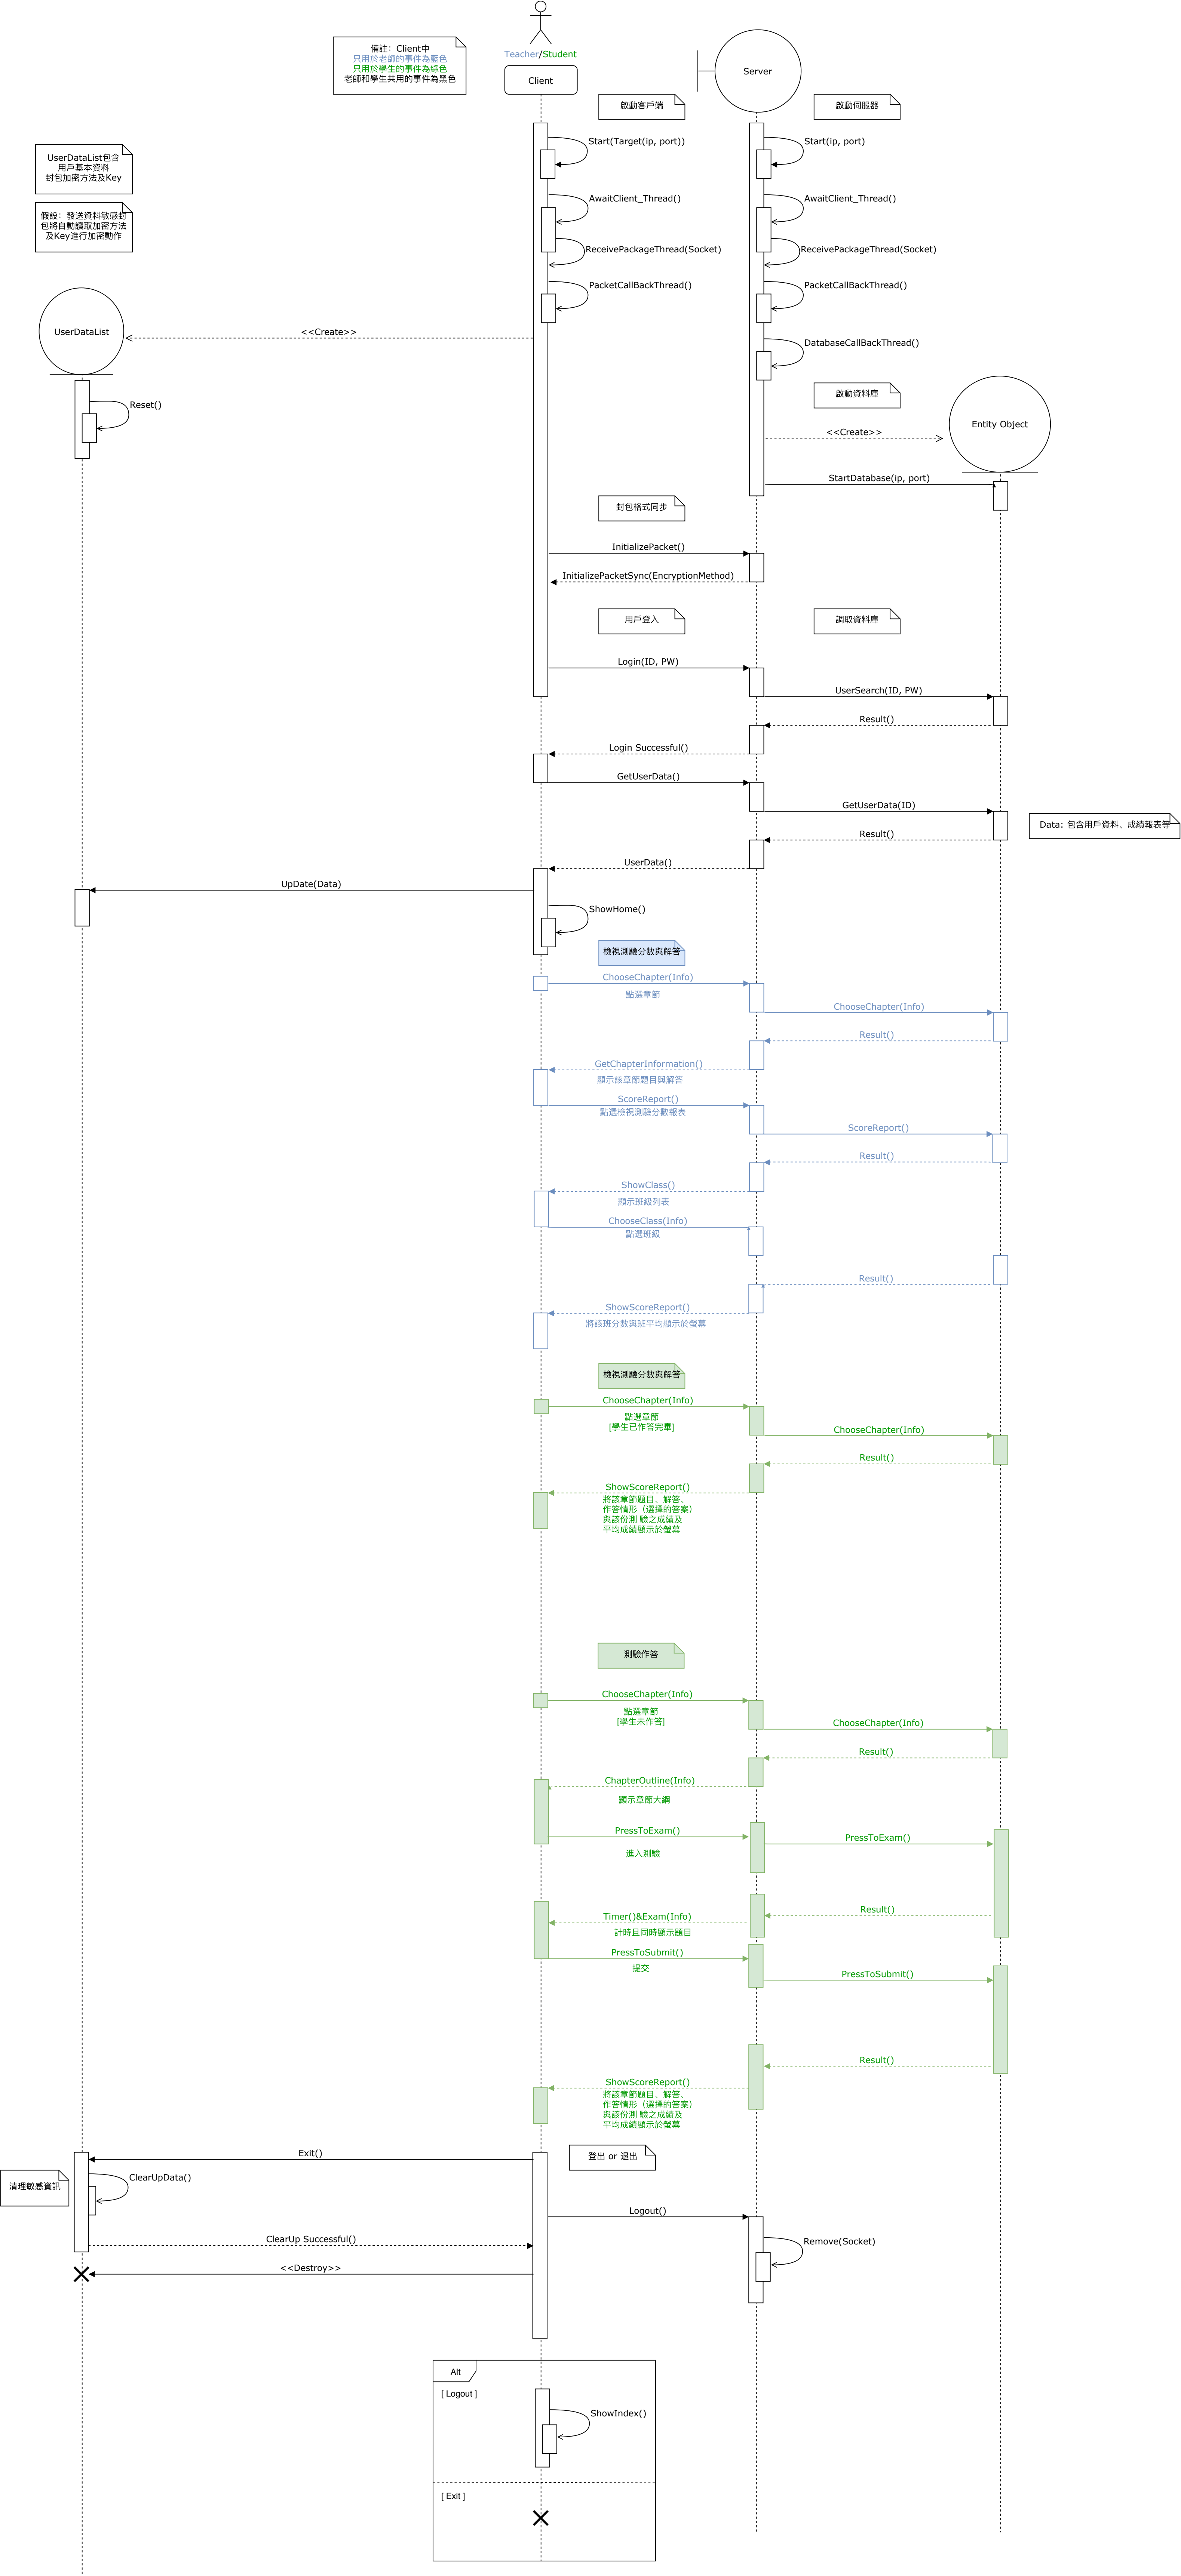 備註：Client中
只用於老師的事件為藍色
只用於學生的事件為綠色
老師和學生共用的事件為黑色
Teacher/Student
Client
Server
啟動客戶端
啟動伺服器
Start(Target(ip, port))
Start(ip, port)
UserDataList包含
用戶基本資料
封包加密方法及Key
AwaitClient_Thread()
AwaitClient_Thread()
假設：發送資料敏感封
包將自動讀取加密方法
及Key進行加密動作
ReceivePackageThread(Socket)
ReceivePackageThread(Socket)
PacketCallBackThread()
PacketCallBackThread()
UserDataList
<<Create>>
DatabaseCallBackThread()
啟動資料庫
Reset()
Entity Object
<<Create>>
StartDatabase(ip, port)
封包格式同步
InitializePacket()
InitializePacketSync(EncryptionMethod)
用戶登入
調取資料庫
Login(ID, PW)
UserSearch(ID, PW)
Result()
Login Successful()
GetUserData()
GetUserData(ID)
Data: 包含用戶資料、成績報表等
Result()
UserData()
UpDate(Data)
ShowHome()
檢視測驗分數與解答
ChooseChapter(Info)
點選章節
ChooseChapter(Info)
Result()
GetChapterInformation()
顯示該章節題目與解答
ScoreReport()
點選檢視測驗分數報表
ScoreReport()
Result()
ShowClass()
顯示班級列表
ChooseClass(Info)
點選班級
Result()
ShowScoreReport()
將該班分數與班平均顯示於螢幕
檢視測驗分數與解答
ChooseChapter(Info)
點選章節
[學生已作答完畢]
ChooseChapter(Info)
Result()
ShowScoreReport()
將該章節題目、解答、
作答情形（選擇的答案）
與該份測 驗之成績及
平均成績顯示於螢幕
測驗作答
ChooseChapter(Info)
點選章節
[學生未作答]
ChooseChapter(Info)
Result()
ChapterOutline(Info)
顯示章節大綱
PressToExam()
PressToExam()
進入測驗
Result()
Timer()&Exam(Info)
計時且同時顯示題目
PressToSubmit()
提交
PressToSubmit()
Result()
ShowScoreReport()
將該章節題目、解答、
作答情形（選擇的答案）
與該份測 驗之成績及
平均成績顯示於螢幕
Exit()
登出 or 退出
ClearUpData()
清理敏感資訊
Logout()
ClearUp Successful()
Remove(Socket)
<<Destroy>>
Alt
[ Logout ]
ShowIndex()
[ Exit ]